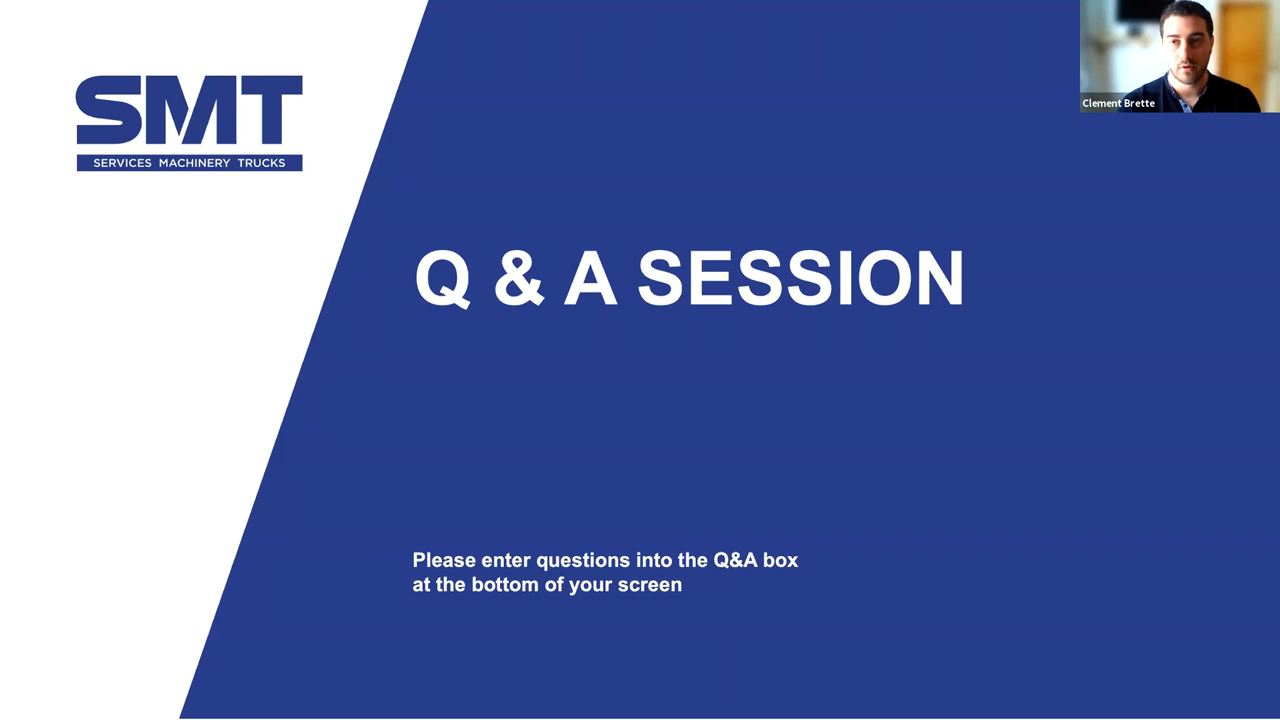 SMT
SERVICES MACHINERY TRUCKS
Clement Brette
Q & A SESSION
Please enter questions into the Q&A box
at the bottom of your screen